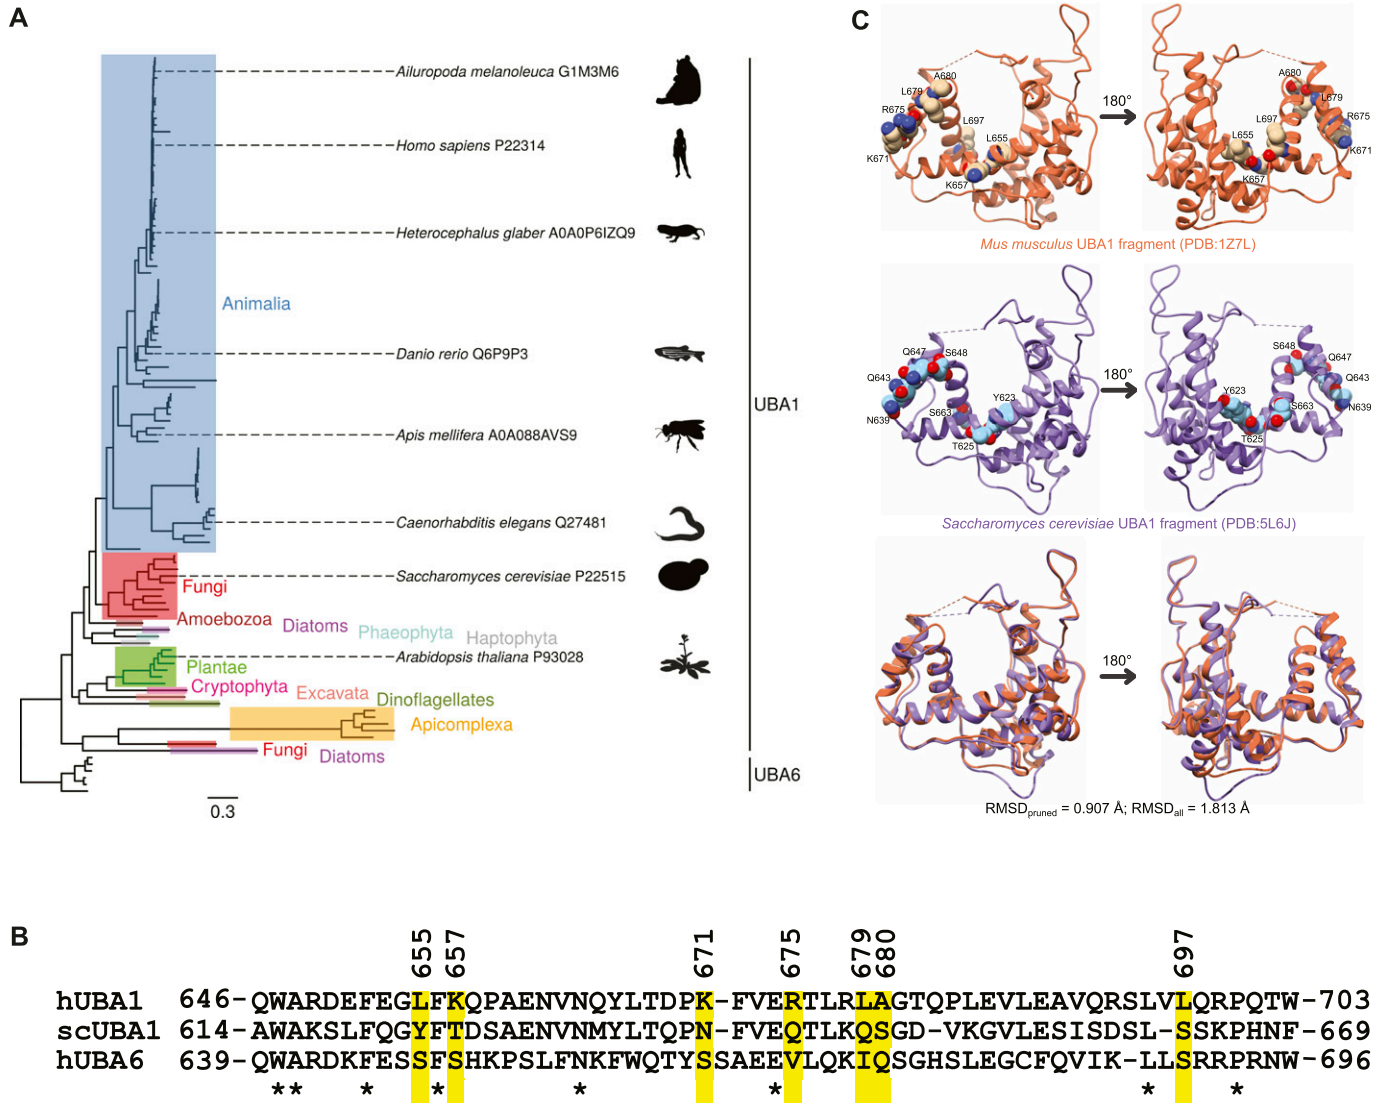 A
Ailuropoda melanoleuca G1M3M6
Homo sapiens P22314
Heterocephalus glaber A0A0P6IZQ9
Animalia
Danio rerio Q6P9P3
UBA1
Apis mellifera A0A088AVS9
Caenorhabditis elegans Q27481
Saccharomyces cerevisiae P22515
Fungi
Amoebozoa
Diatoms
Phaeophyta
Haptophyta
Arabidopsis thaliana P93028
Plantae
Cryptophyta
Excavata
Dinoflagellates
Apicomplexa
Fungi
Diatoms
UBA6
0.3
C
A680
L679
R675
L697
L655
K671
K657
180°
A680
L679
R675
L697
L655
K671
K657
Mus musculus UBA1 fragment (PDB:1Z7L)
Q647
S648
Q643
Y623
S663
N639
T625
180°
S648
Q647
Q643
Y623
S663
N639
T625
Saccharomyces cerevisiae UBA1 fragment (PDB:5L6J)
180°
RMSDpruned = 0.907 Å; RMSDall = 1.813 Å
B
655 657 671 675 679 680 697
hUBA1 646-QWARDEFEGLFKQPAENVNQYLTDPK-FVERTLRLAGTQPLEVLEAVQRSLVLQRPQTW-703
scUBA1 614-AWAKSLFQGYFTDSAENVNMYLTQPN-FVEQTLKQSGD-VKGVLESISDSL-SSKPHNF-669
hUBA6 639-QWARDKFESSFSHKPSLFNKFWQTYSSAEEVLQKIQSGHSLEGCFQVIK-LLSRRPRNW-696
** * * * * * *